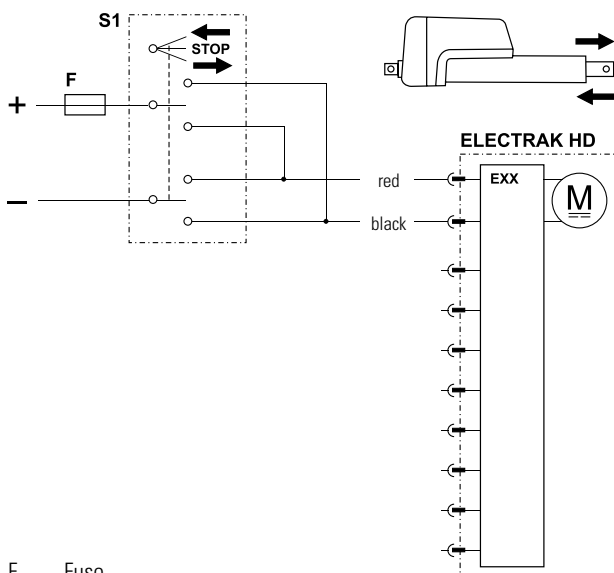 S1
STOP
F
+
−
ELECTRAK HD
red
EXX
M
black
F Fuse